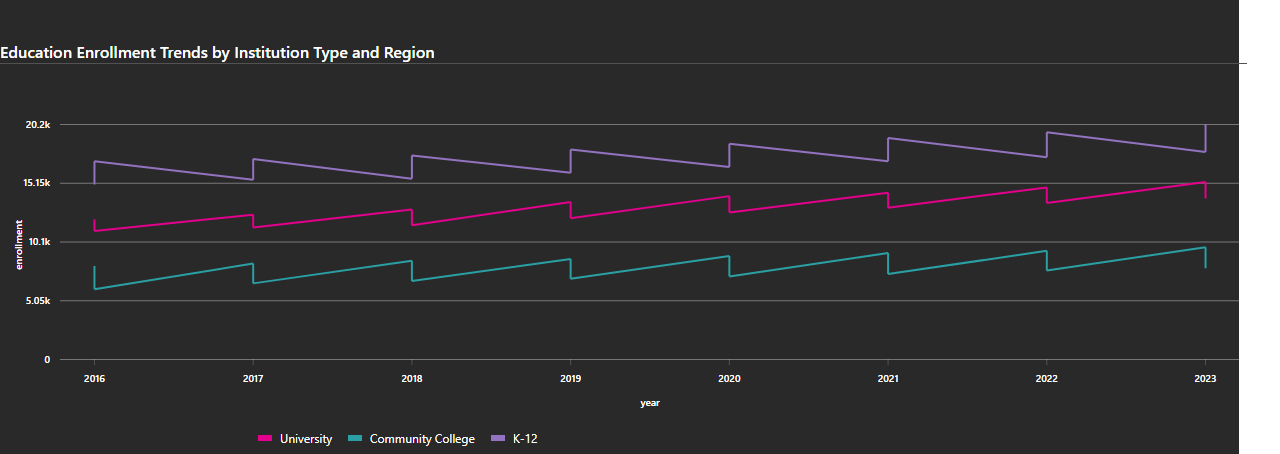 Education Enrollment Trends by Institution Type and Region
20.2k
15.15k
10.1k
5.05k
0
enrollment
2016 2017 2018 2019 2020 2021 2022 2023
year
University Community College K-12